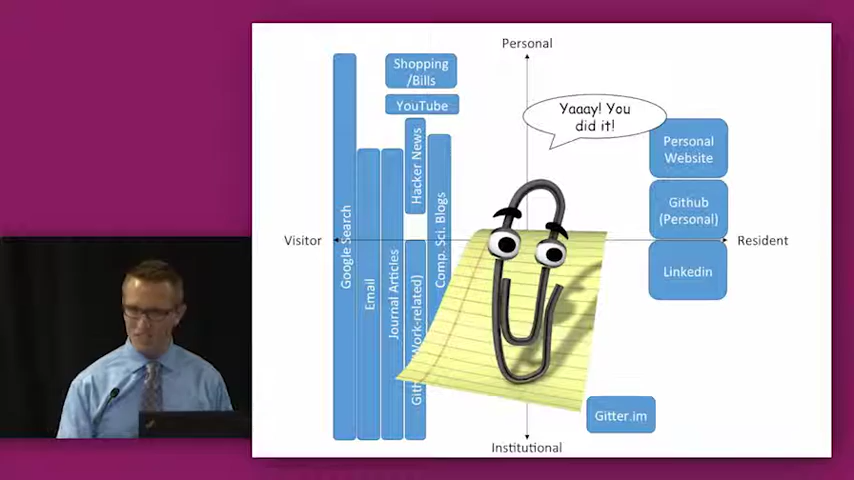 Personal
Shopping
/Bills
YouTube
Yaaay! You
did it!
Hacker News
Personal
Website
Google Search
Email
Journal Articles
Comp. Sci. Blogs
Github
(Personal)
Visitor
Resident
Linkedin
Work-related)
Gitter.im
Institutional